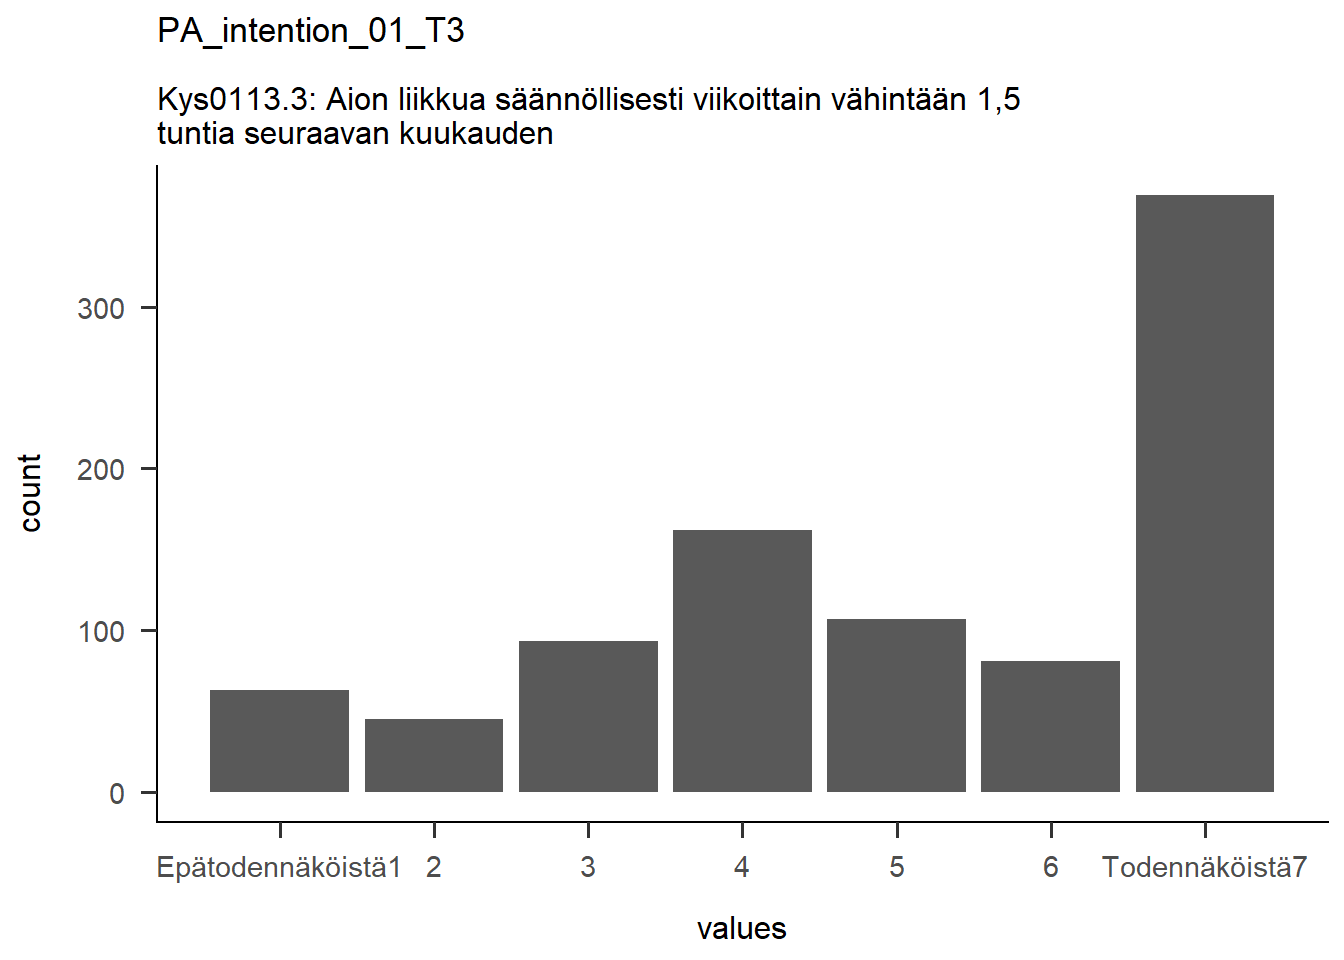 PA_intention_01_T3
Kys0113.3: Aion liikkua säännöllisesti viikoittain vähintään 1,5
tuntia seuraavan kuukauden
300
200
100
0
count
Epätodennäköistä1 2 3 4 5 6 Todennäköistä7
values